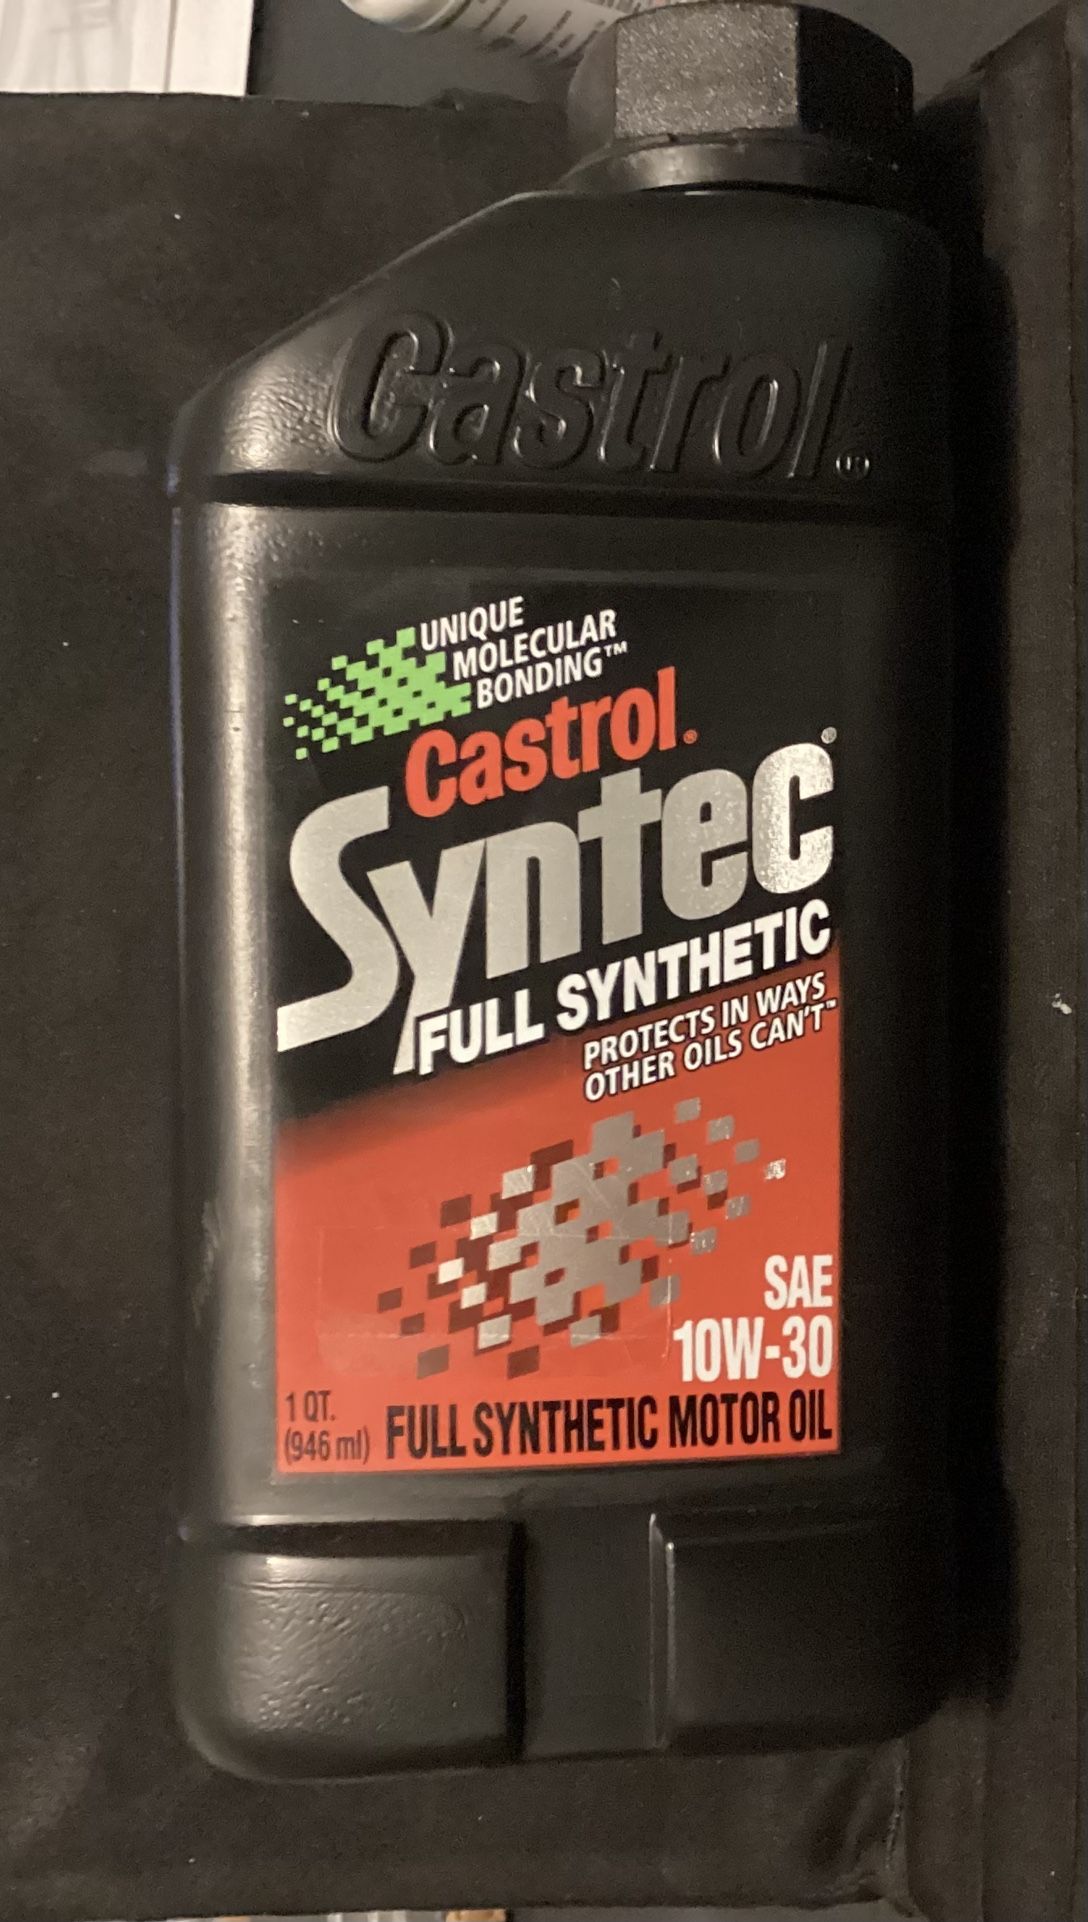 Castrol®
UNIQUE
MOLECULAR
BONDING™
Castrol®
Syntec®
FULL SYNTHETIC
PROTECTS IN WAYS
OTHER OILS CAN'T™
SAE
10W-30
1 QT.
(946 ml) FULL SYNTHETIC MOTOR OIL